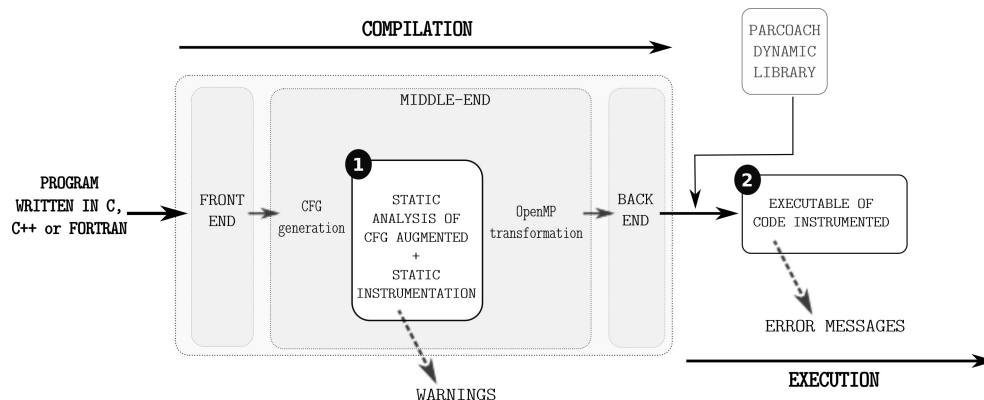 COMPILATION
PARCOACH
DYNAMIC
LIBRARY
MIDDLE-END
1
2
PROGRAM
WRITTEN IN C,
C++ or FORTRAN
FRONT
END
CFG
generation
STATIC
ANALYSIS OF
CFG AUGMENTED
+
STATIC
INSTRUMENTATION
OpenMP
transformation
BACK
END
EXECUTABLE OF
CODE INSTRUMENTED
ERROR MESSAGES
WARNINGS
EXECUTION